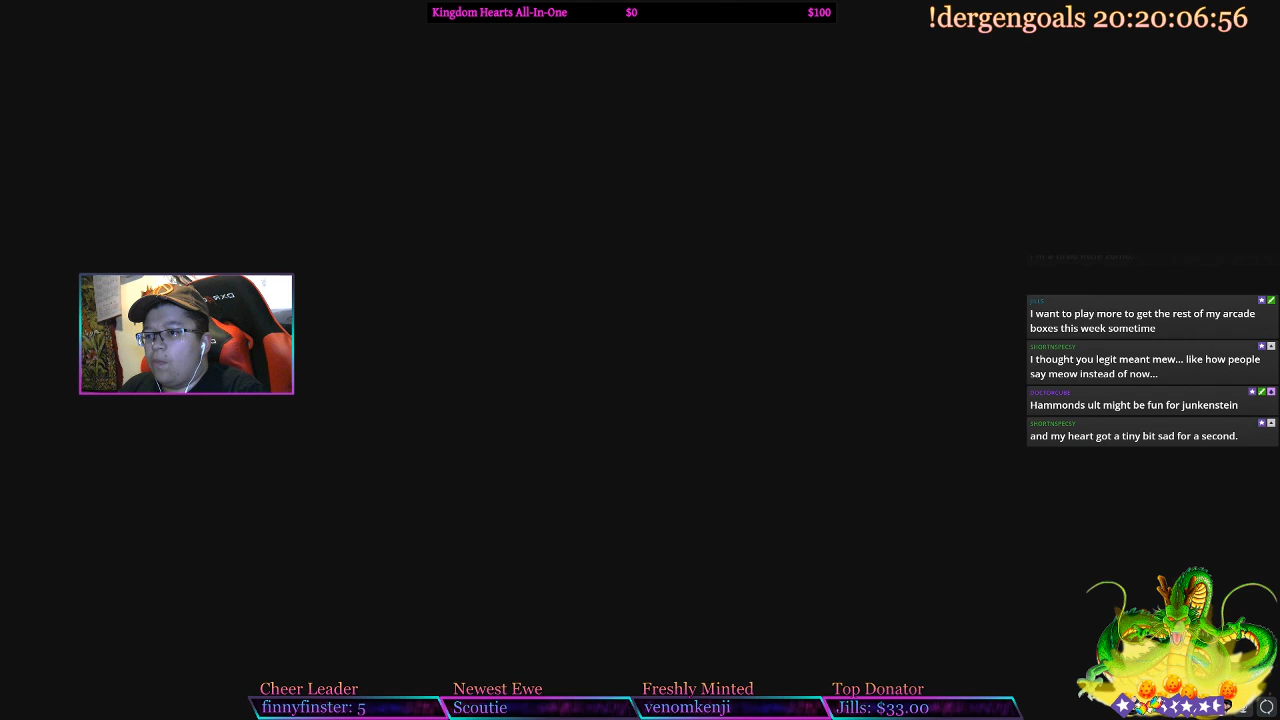 Kingdom Hearts All-In-One $0 $100
!dergengoals 20:20:06:56
JILLS
I want to play more to get the rest of my arcade
boxes this week sometime
SHORTNSPECSY
I thought you legit meant mew... like how people
say meow instead of now...
Hammonds ult might be fun for junkenstein
SHORTNSPECSY
and my heart got a tiny bit sad for a second.
Cheer Leader
finnyfinster: 5
Newest Ewe
Scoutie
Freshly Minted
venomkenji
Top Donator
Jills: $33.00